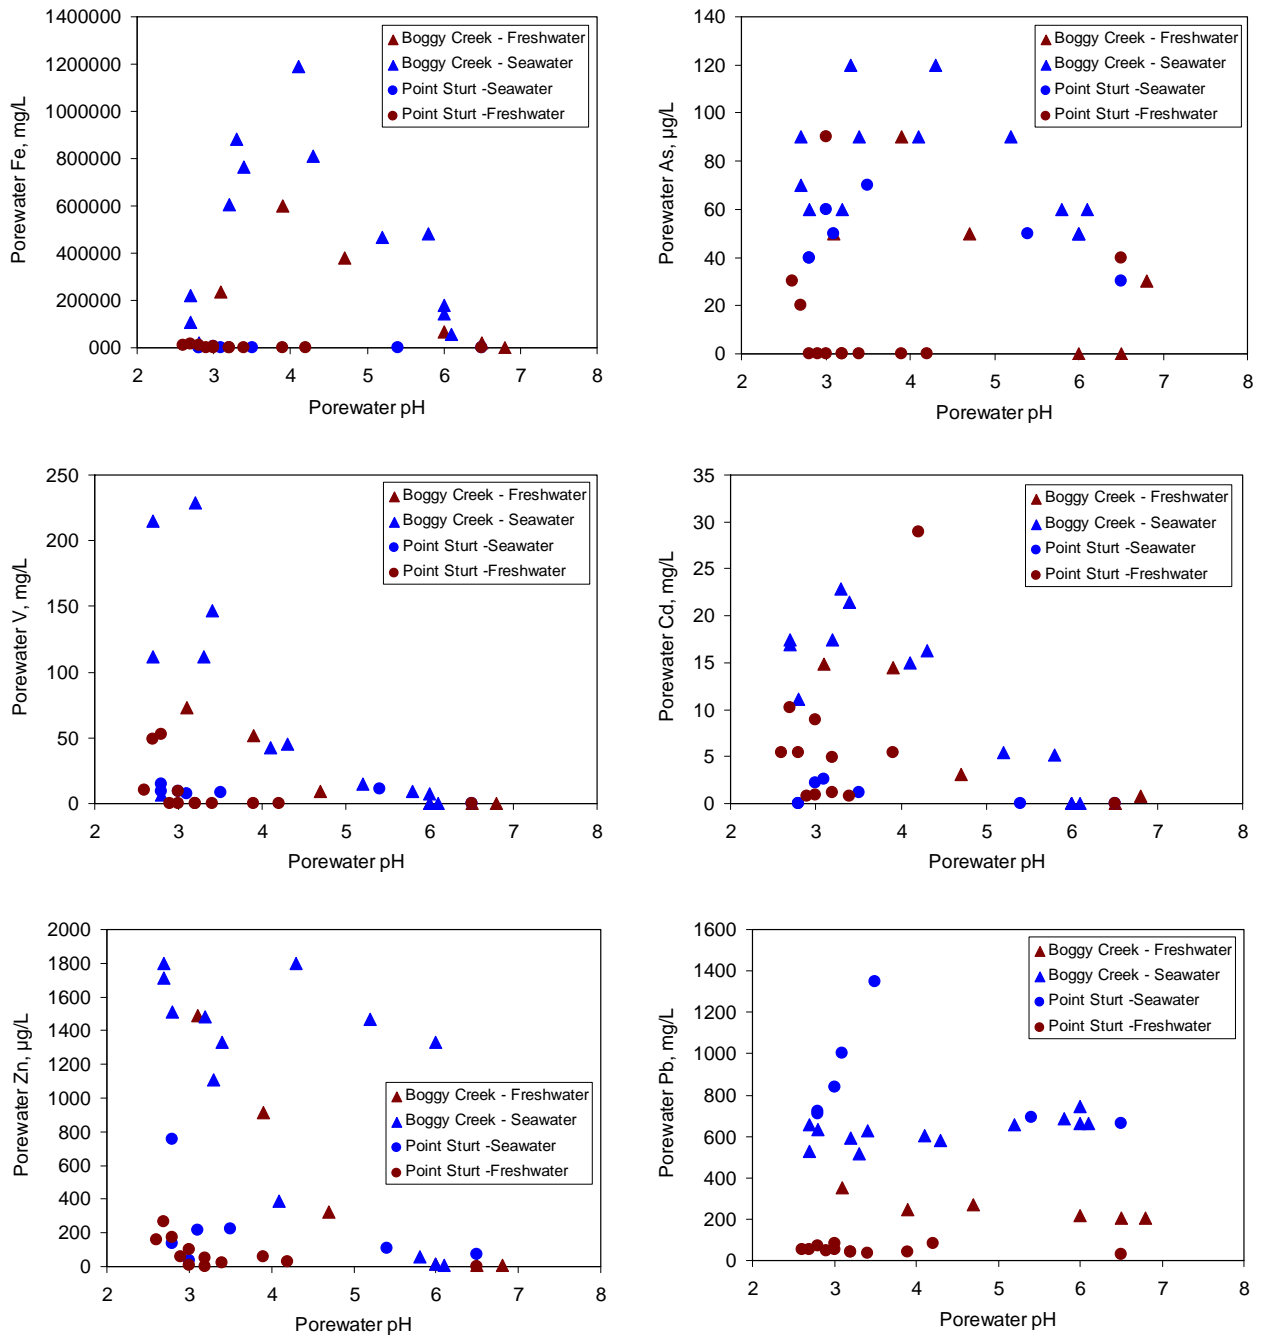 1400000
1200000
1000000
800000
600000
400000
200000
000
2 3 4 5 6 7 8
Porewater pH
Porewater Fe, mg/L
Boggy Creek - Freshwater
Boggy Creek - Seawater
Point Sturt -Seawater
Point Sturt -Freshwater
140
120
100
80
60
40
20
0
2 3 4 5 6 7 8
Porewater pH
Porewater As, µg/L
Boggy Creek - Freshwater
Boggy Creek - Seawater
Point Sturt -Seawater
Point Sturt -Freshwater
250
200
150
100
50
0
2 3 4 5 6 7 8
Porewater pH
Porewater V, mg/L
Boggy Creek - Freshwater
Boggy Creek - Seawater
Point Sturt -Seawater
Point Sturt -Freshwater
35
30
25
20
15
10
5
0
2 3 4 5 6 7 8
Porewater pH
Porewater Cd, mg/L
Boggy Creek - Freshwater
Boggy Creek - Seawater
Point Sturt -Seawater
Point Sturt -Freshwater
2000
1800
1600
1400
1200
1000
800
600
400
200
0
2 3 4 5 6 7 8
Porewater pH
Porewater Zn, µg/L
Boggy Creek - Freshwater
Boggy Creek - Seawater
Point Sturt -Seawater
Point Sturt -Freshwater
1600
1400
1200
1000
800
600
400
200
0
2 3 4 5 6 7 8
Porewater pH
Porewater Pb, mg/L
Boggy Creek - Freshwater
Boggy Creek - Seawater
Point Sturt -Seawater
Point Sturt -Freshwater